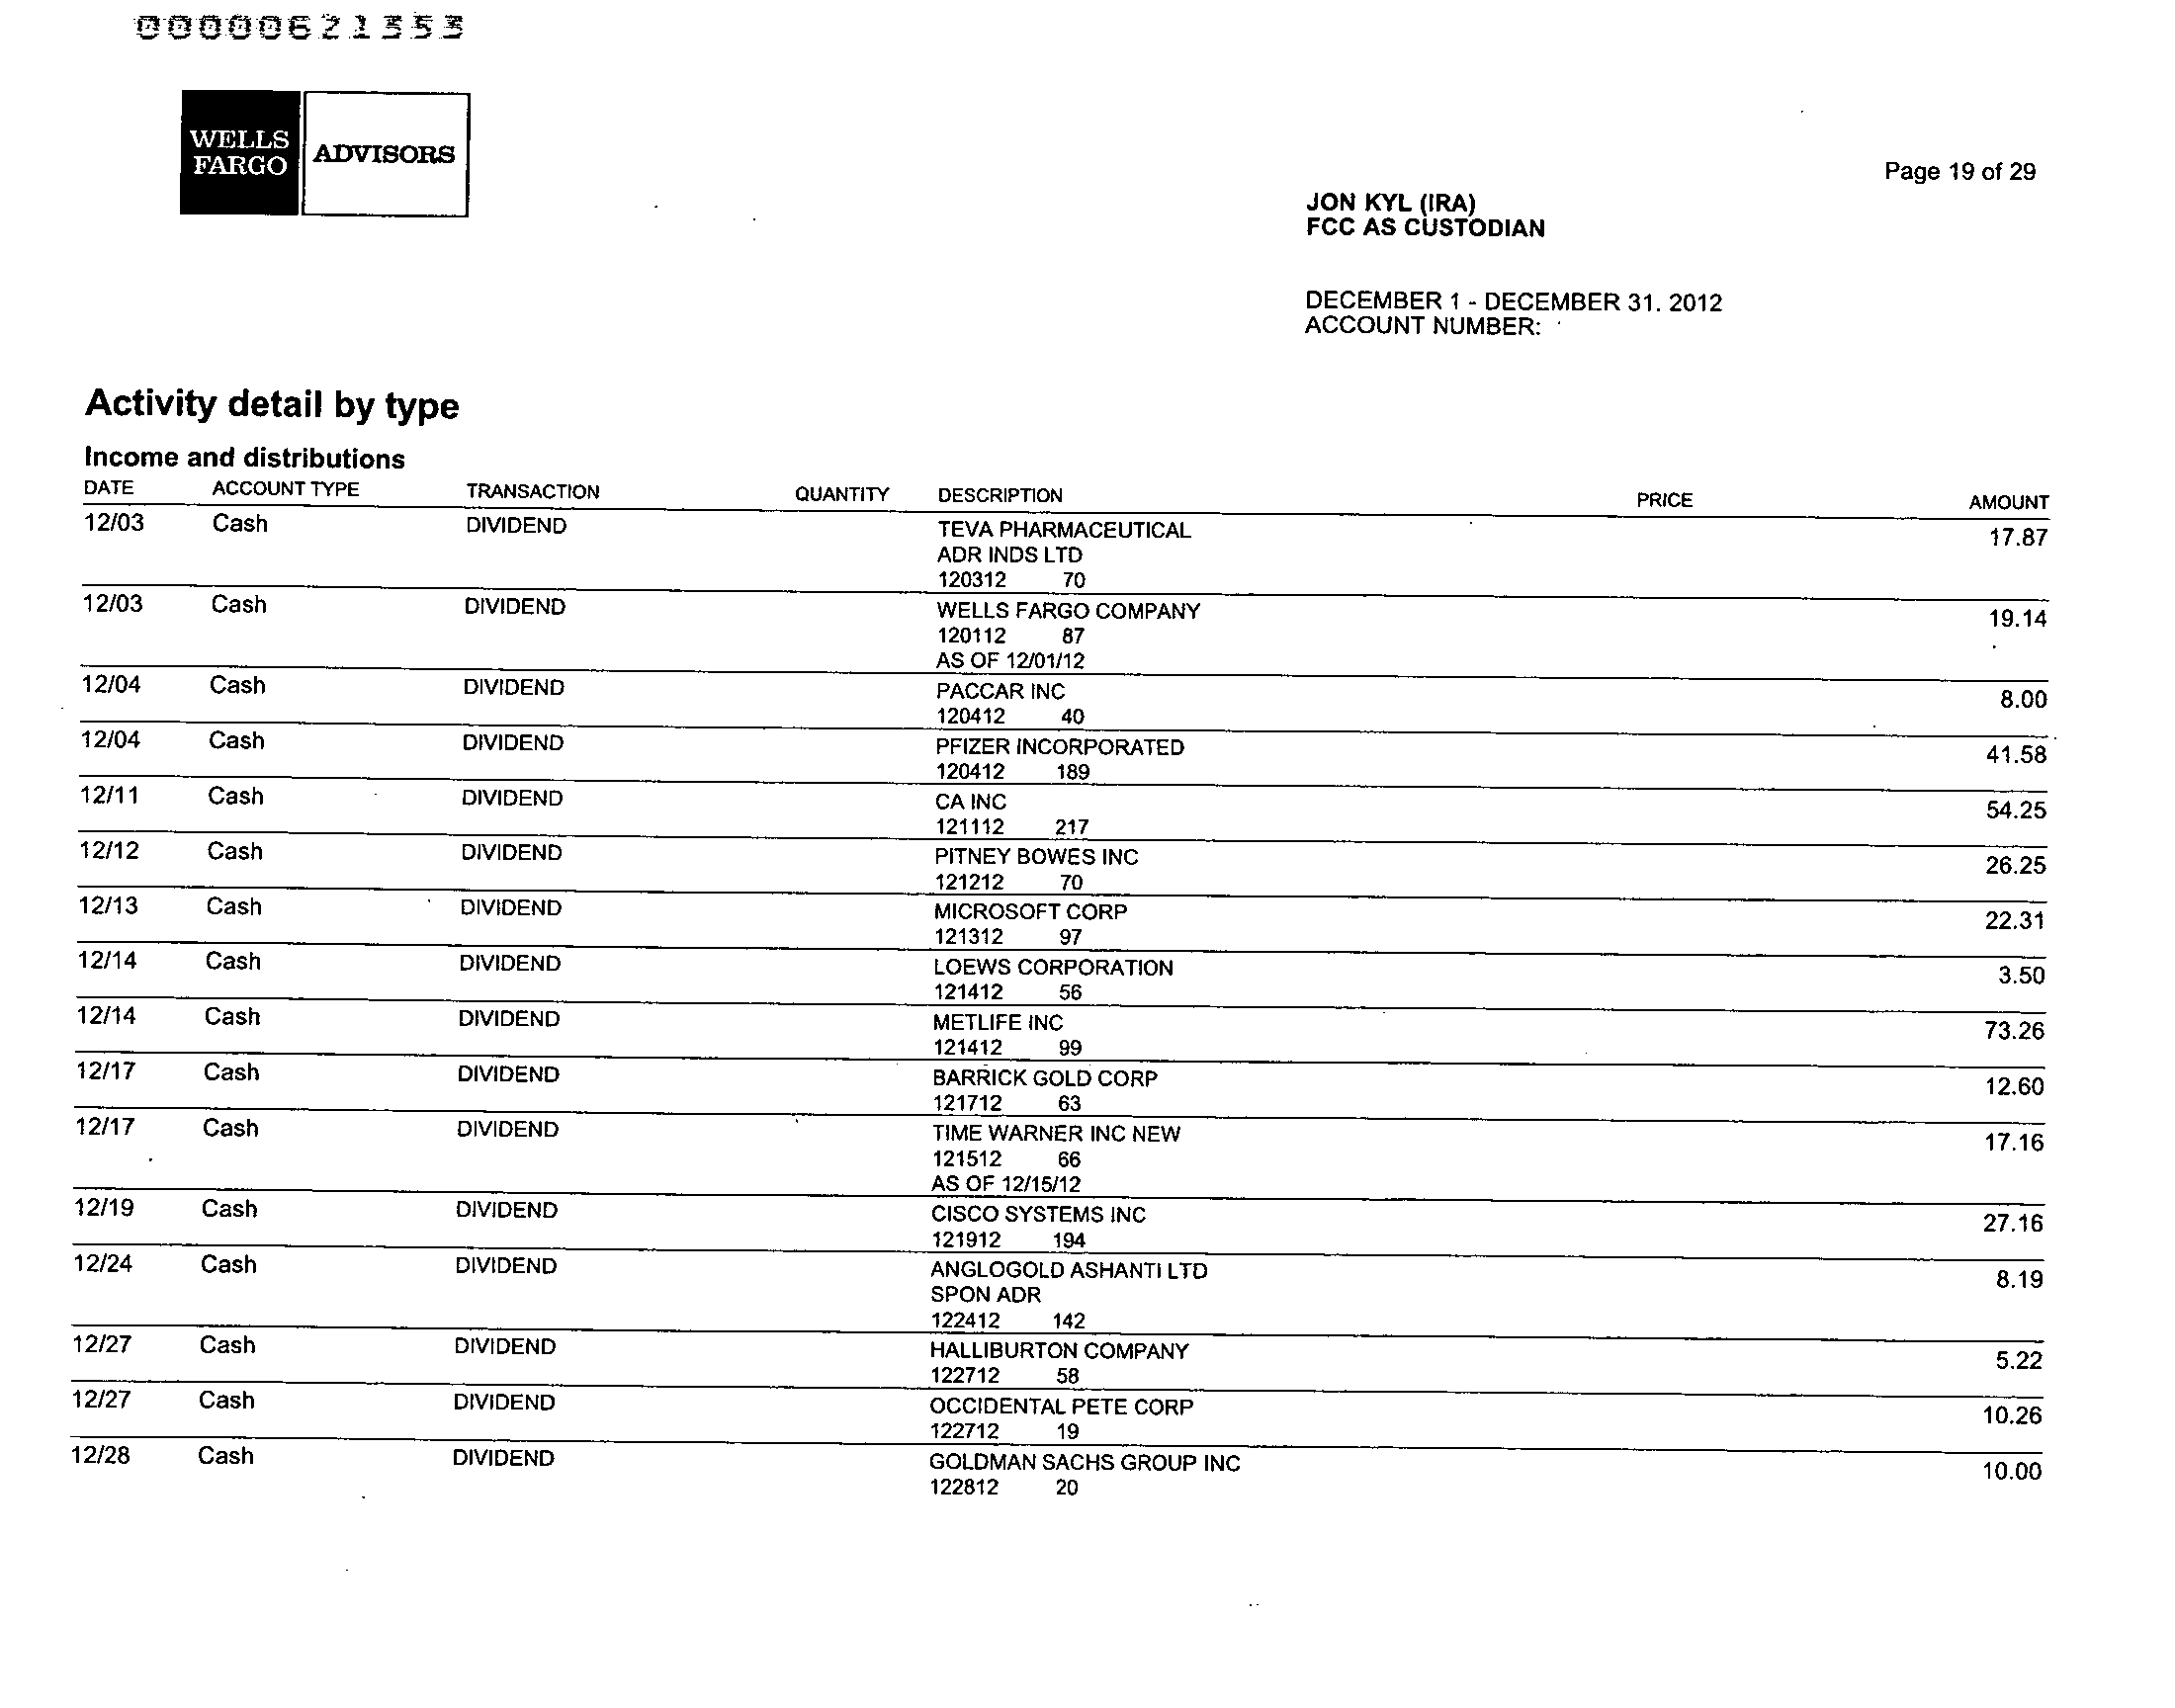 00000621353
WELLS
FARGO
ADVISORS
Page 19 of 29
JON KYL (IRA)
FCC AS CUSTODIAN
DECEMBER 1 - DECEMBER 31. 2012
ACCOUNT NUMBER:
Activity detail by type
Income and distributions
DATE ACCOUNT TYPE TRANSACTION QUANTITY DESCRIPTION PRICE AMOUNT
12/03 Cash DIVIDEND TEVA PHARMACEUTICAL 17.87
ADR INDS LTD
120312 70
12/03 Cash DIVIDEND WELLS FARGO COMPANY 19.14
120112 87
AS OF 12/01/12
12/04 Cash DIVIDEND PACCAR INC 8.00
120412 40
12/04 Cash DIVIDEND PFIZER INCORPORATED 41.58
120412 189
12/11 Cash DIVIDEND CA INC 54.25
121112 217
12/12 Cash DIVIDEND PITNEY BOWES INC 26.25
121212 70
12/13 Cash DIVIDEND MICROSOFT CORP 22.31
121312 97
12/14 Cash DIVIDEND LOEWS CORPORATION 3.50
121412 56
12/14 Cash DIVIDEND METLIFE INC 73.26
121412 99
12/17 Cash DIVIDEND BARRICK GOLD CORP 12.60
121712 63
12/17 Cash DIVIDEND TIME WARNER INC NEW 17.16
121512 66
AS OF 12/15/12
12/19 Cash DIVIDEND CISCO SYSTEMS INC 27.16
121912 194
12/24 Cash DIVIDEND ANGLOGOLD ASHANTI LTD 8.19
SPON ADR
122412 142
12/27 Cash DIVIDEND HALLIBURTON COMPANY 5.22
122712 58
12/27 Cash DIVIDEND OCCIDENTAL PETE CORP 10.26
122712 19
12/28 Cash DIVIDEND GOLDMAN SACHS GROUP INC 10.00
122812 20